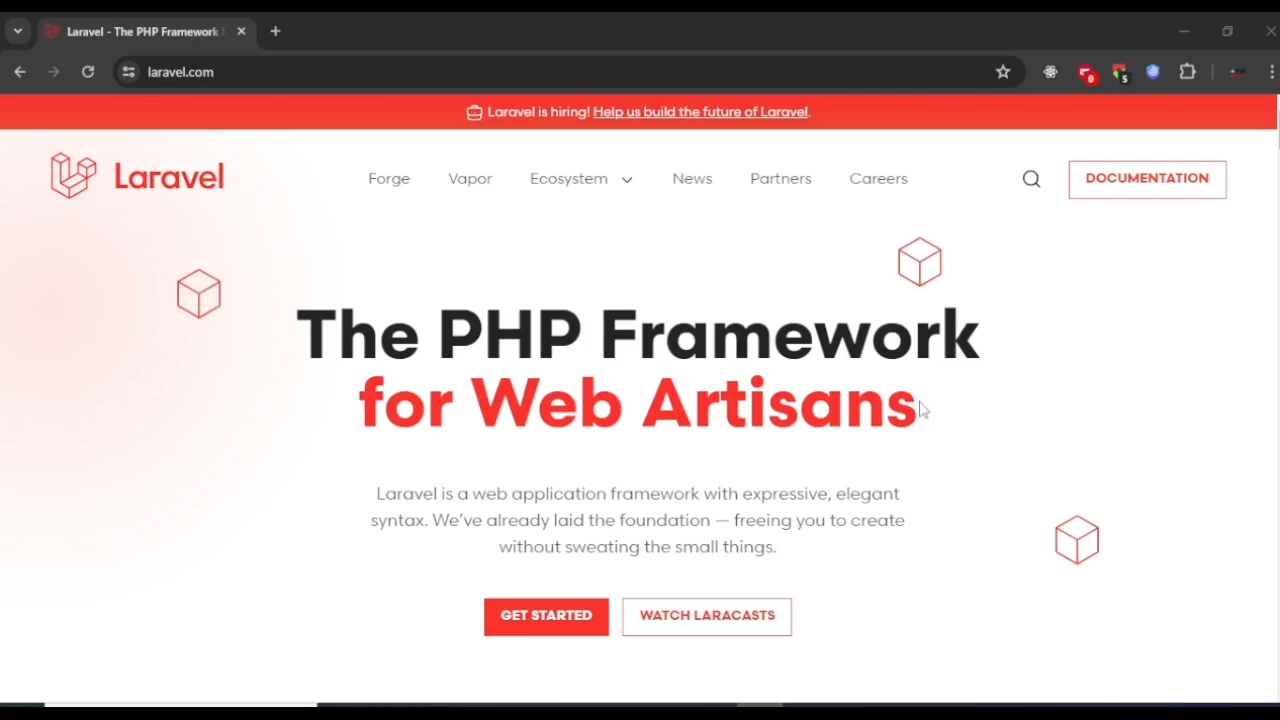 Laravel - The PHP Framework
laravel.com
0
5
Laravel is hiring! Help us build the future of Laravel.
Laravel
Forge
Vapor
Ecosystem
News
Partners
Careers
DOCUMENTATION
The PHP Framework
for Web Artisans
Laravel is a web application framework with expressive, elegant
syntax. We've already laid the foundation — freeing you to create
without sweating the small things.
GET STARTED
WATCH LARACASTS